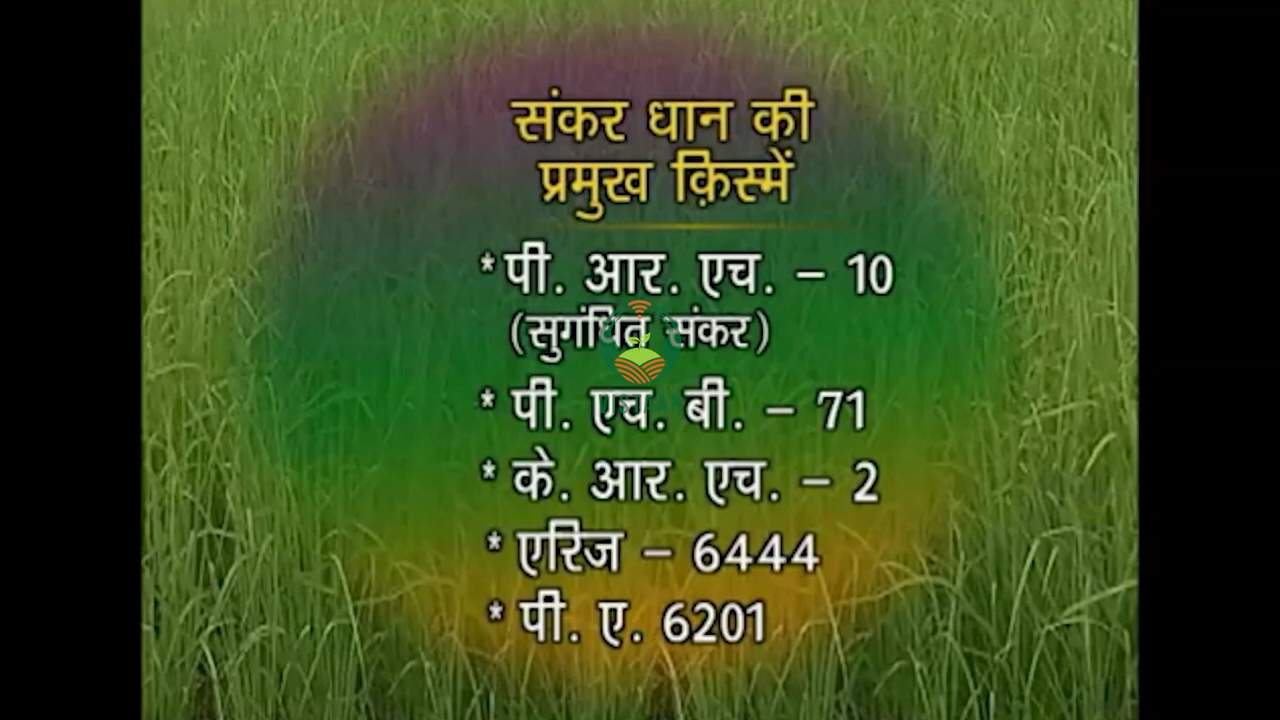 संकर धान की
प्रमुख क़िस्में
* पी. आर. एच. – 10
(सुगंधित संकर)
* पी. एच. बी. – 71
* के. आर. एच. – 2
* एरिज – 6444
* पी. ए. 6201